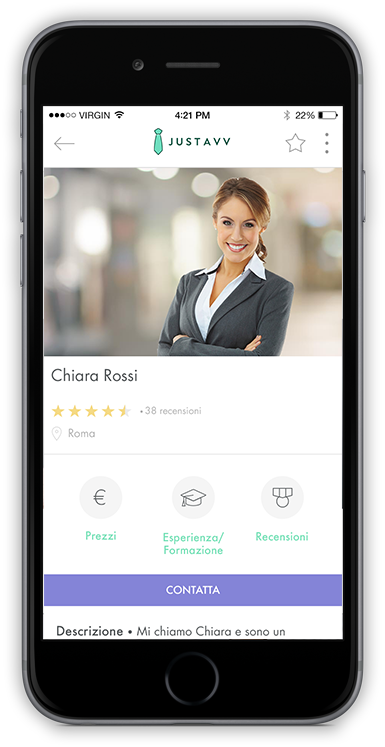 VIRGIN 4:21 PM 22%
JUSTAVV
Chiara Rossi
• 38 recensioni
Roma
€
Prezzi Esperienza/ Recensioni
Formazione
CONTATTA
Descrizione • Mi chiamo Chiara e sono un